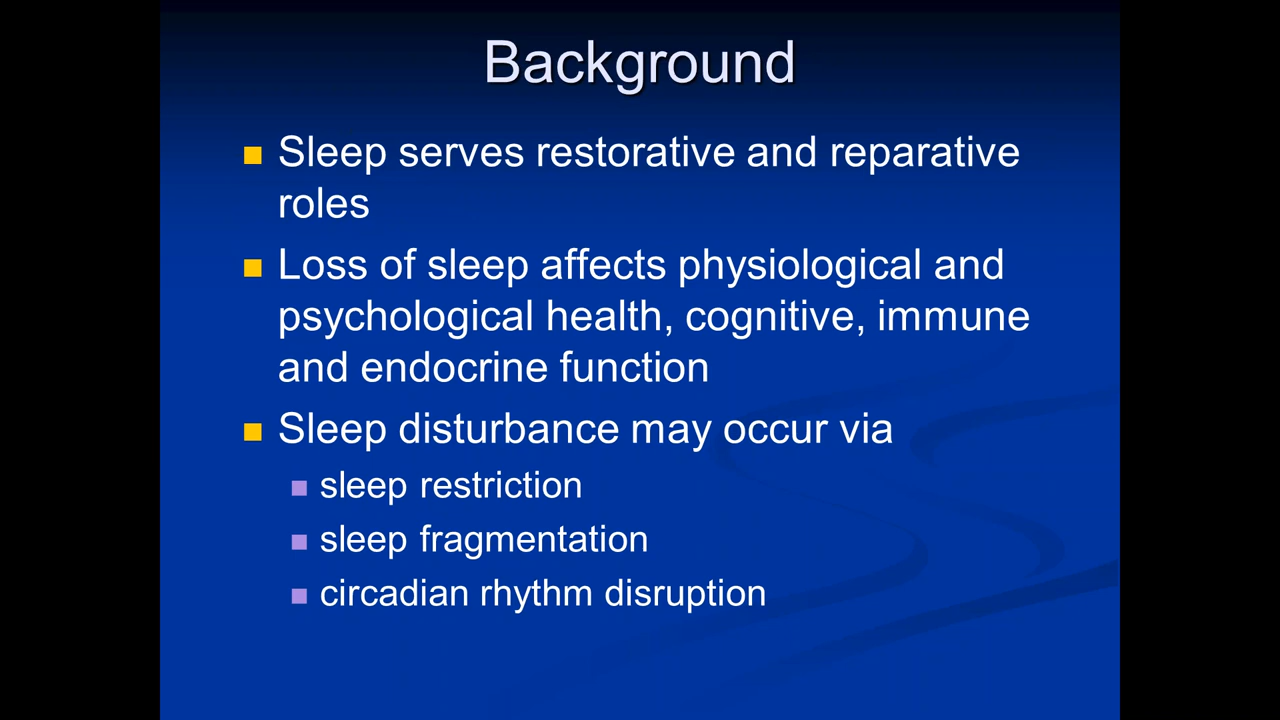 Background
Sleep serves restorative and reparative
roles
Loss of sleep affects physiological and
psychological health, cognitive, immune
and endocrine function
Sleep disturbance may occur via
sleep restriction
sleep fragmentation
circadian rhythm disruption